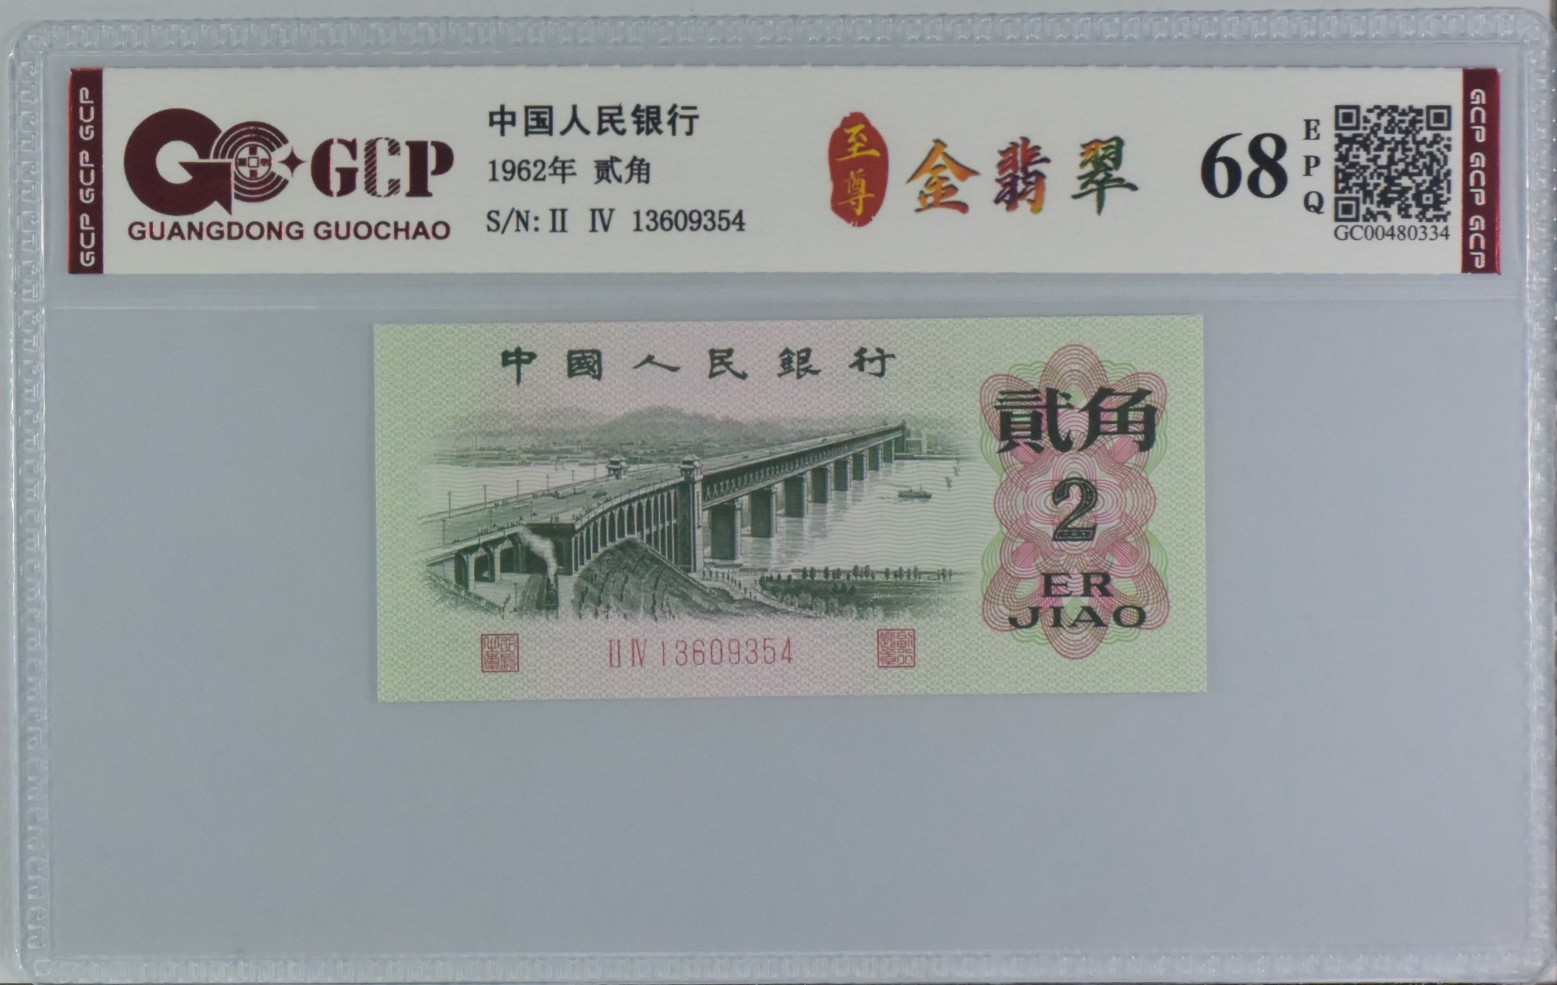 GCP GCP GCP
GCP
GUANGDONG GUOCHAO
中国人民银行
1962年 贰角
S/N: II IV 13609354
至尊
金翡翠
68
EPQ
GC00480334
GCP GCP GCP
中國人民銀行
貳角
2
ER
JIAO
II IV 13609354